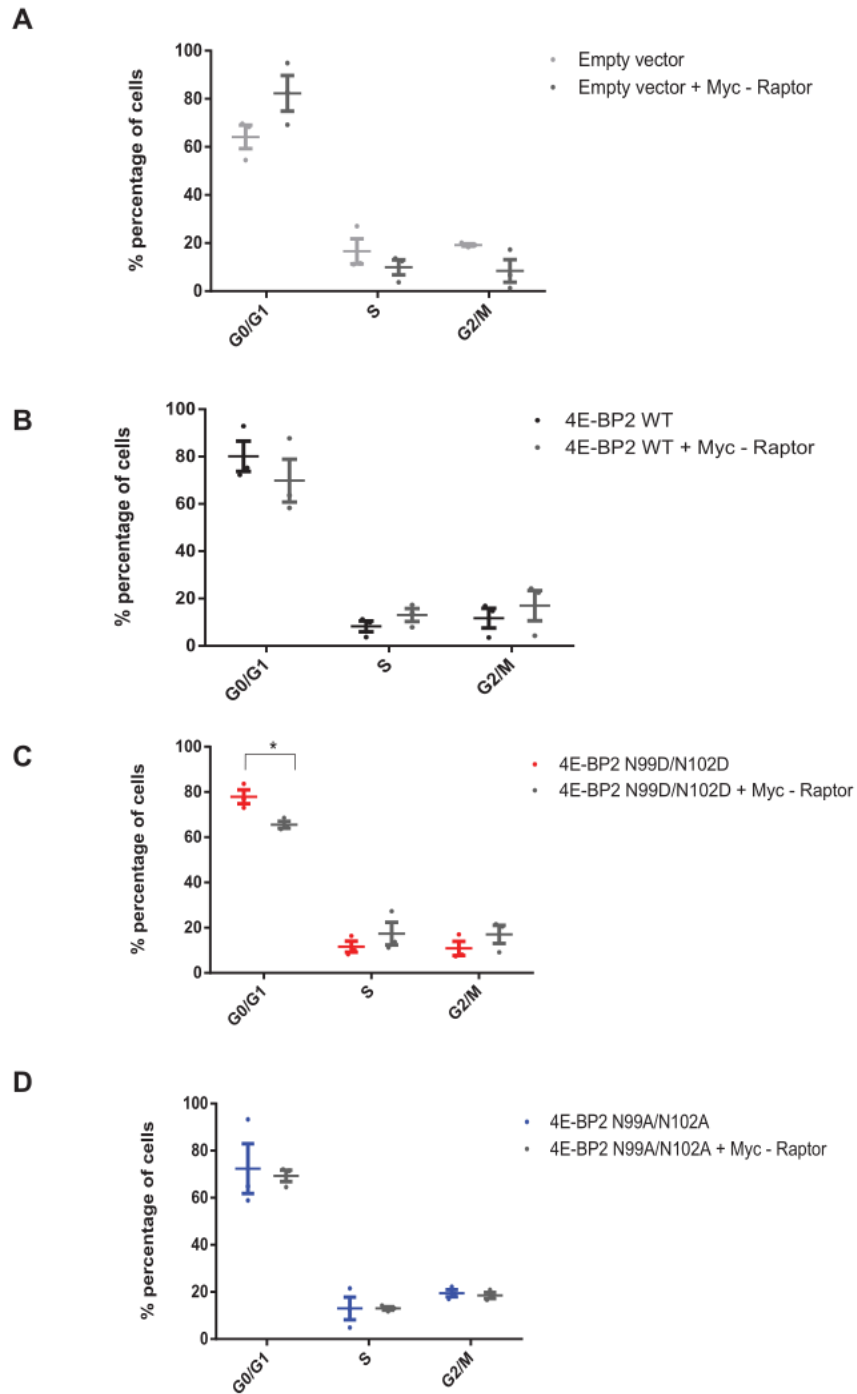 A
% percentage of cells
100
80
60
40
20
0
G0/G1
S
G2/M
Empty vector
Empty vector + Myc - Raptor
B
% percentage of cells
100
80
60
40
20
0
G0/G1
S
G2/M
4E-BP2 WT
4E-BP2 WT + Myc - Raptor
C
% percentage of cells
100
80
60
40
20
0
*
G0/G1
S
G2/M
4E-BP2 N99D/N102D
4E-BP2 N99D/N102D + Myc - Raptor
D
% percentage of cells
100
80
60
40
20
0
G0/G1
S
G2/M
4E-BP2 N99A/N102A
4E-BP2 N99A/N102A + Myc - Raptor